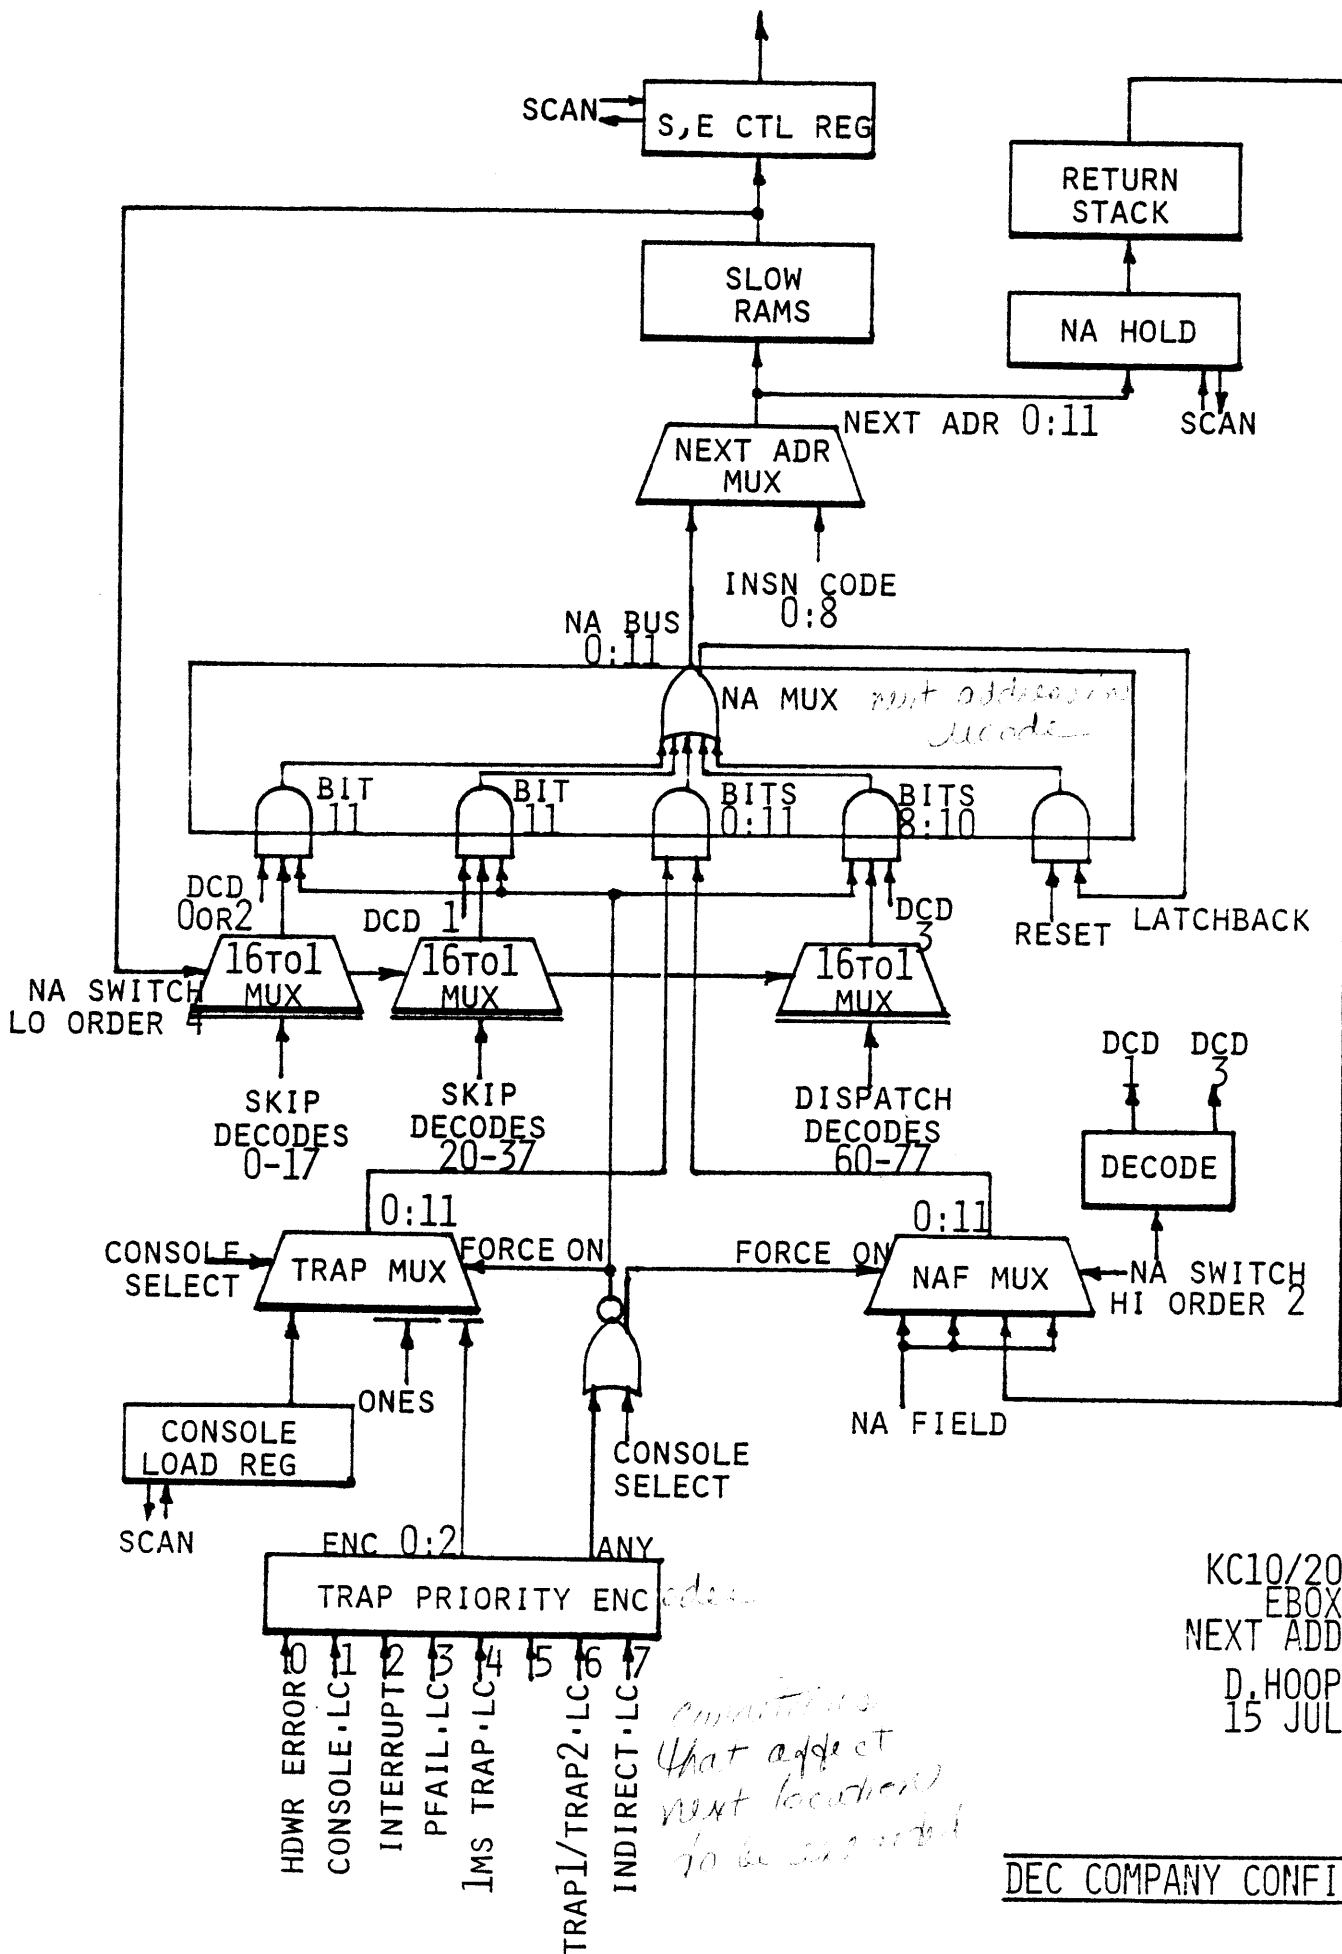 SCAN
S,E CTL REG
RETURN
STACK
SLOW
RAMS
NA HOLD
NEXT ADR 0:11
SCAN
NEXT ADR
MUX
INSN CODE
0:8
NA BUS
0:11
NA MUX
next addressing
decode
BIT
11
BIT
11
BITS
0:11
BITS
8:10
DCD
0OR2
DCD 1
DCD
3
RESET
LATCHBACK
16TO1
MUX
16TO1
MUX
16TO1
MUX
NA SWITCH
LO ORDER 4
SKIP
DECODES
0-17
SKIP
DECODES
20-37
DISPATCH
DECODES
60-77
DCD
1
DCD
3
DECODE
0:11
0:11
CONSOLE
SELECT
TRAP MUX
FORCE ON
FORCE ON
NAF MUX
NA SWITCH
HI ORDER 2
ONES
NA FIELD
CONSOLE
LOAD REG
CONSOLE
SELECT
SCAN
ENC 0:2
ANY
TRAP PRIORITY ENC
0 1 2 3 4 5 6 7
HDWR ERROR
CONSOLE.LC
INTERRUPT
PFAIL.LC
1MS TRAP.LC
TRAP1/TRAP2.LC
INDIRECT.LC
conditions
that affect
next location
to be
KC10/20
EBOX
NEXT ADD
D.HOOP
15 JUL
DEC COMPANY CONFI